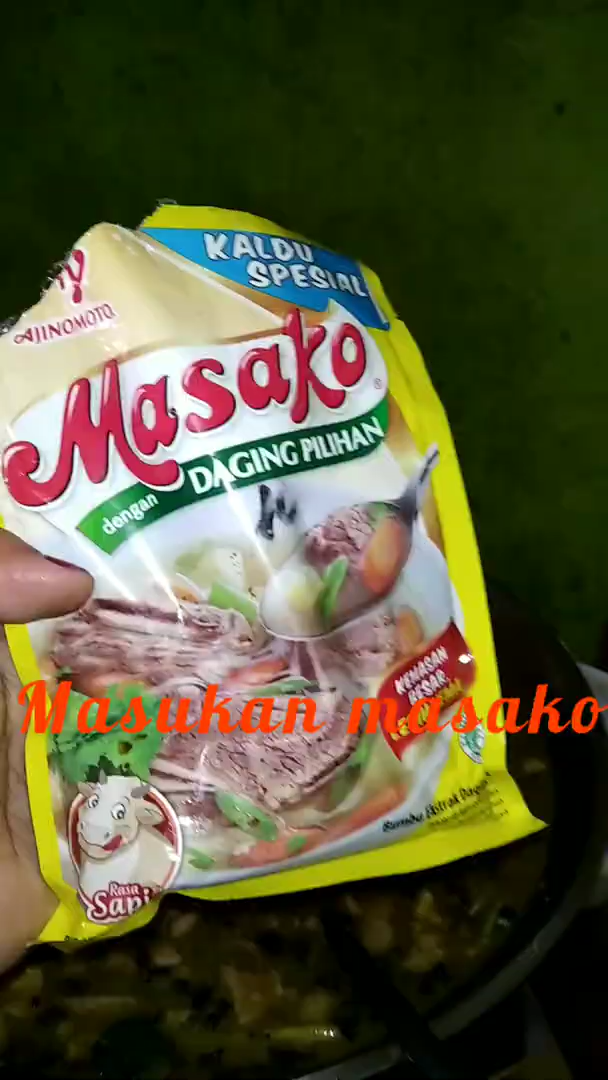 KALDU
SPESIAL
AJINOMOTO
Masako
dengan DAGING PILIHAN
KEMASAN
BESAR
Masukan masako
Bumbu Ekstrak Daging
Rasa
Sapi